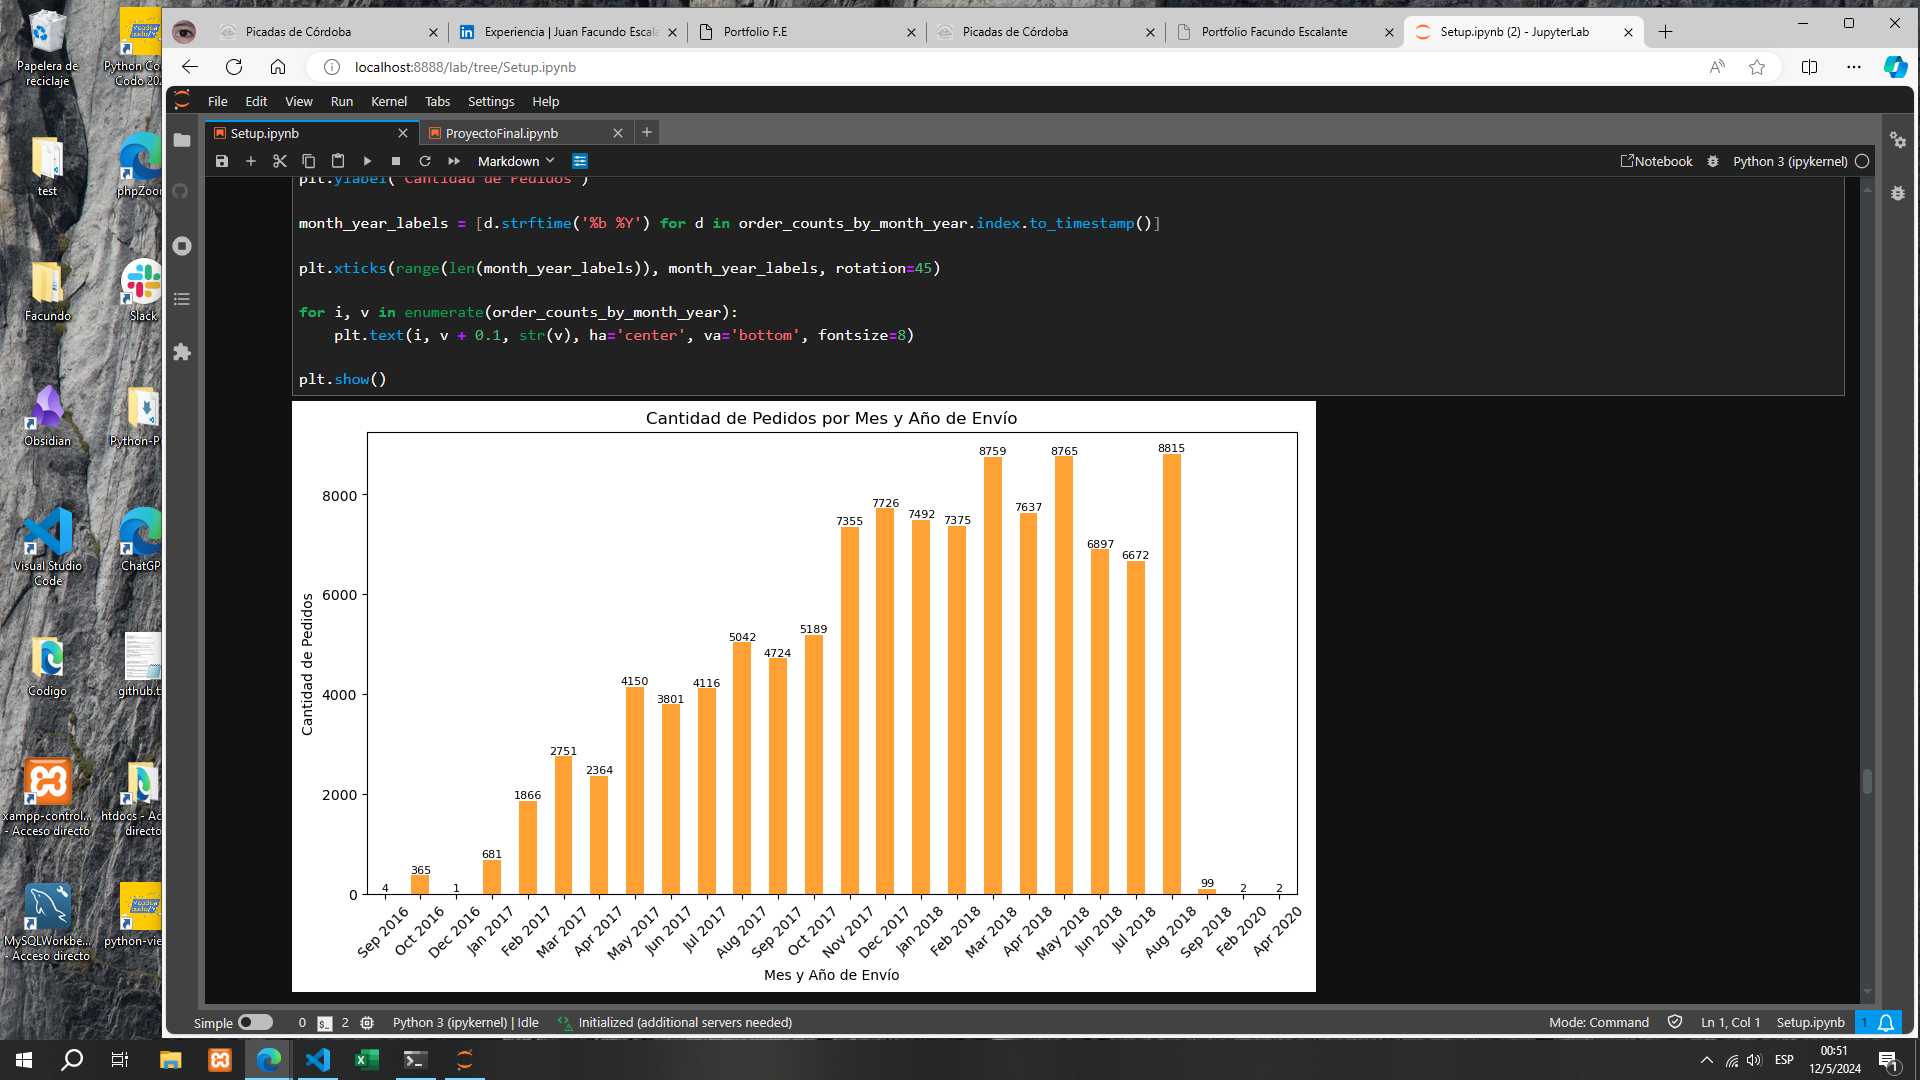 Papelera de
reciclaje
test
Facundo
Obsidian
Visual Studio
Code
Codigo
xampp-control...
- Acceso directo
MySQLWorkbe...
- Acceso directo
Python Co
Codo 20
phpZoo
Slack
Python-P
ChatGP
github.t
htdocs - Ac
directo
python-vie
Picadas de Córdoba
Experiencia | Juan Facundo Escala
Portfolio F.E
Picadas de Córdoba
Portfolio Facundo Escalante
Setup.ipynb (2) - JupyterLab
localhost:8888/lab/tree/Setup.ipynb
File Edit View Run Kernel Tabs Settings Help
Setup.ipynb
ProyectoFinal.ipynb
Markdown
Notebook
Python 3 (ipykernel)
plt.ylabel('Cantidad de Pedidos')
month_year_labels = [d.strftime('%b %Y') for d in order_counts_by_month_year.index.to_timestamp()]
plt.xticks(range(len(month_year_labels)), month_year_labels, rotation=45)
for i, v in enumerate(order_counts_by_month_year):
    plt.text(i, v + 0.1, str(v), ha='center', va='bottom', fontsize=8)
plt.show()
Cantidad de Pedidos por Mes y Año de Envío
Cantidad de Pedidos
8000
6000
4000
2000
0
4
365
1
681
1866
2751
2364
4150
3801
4116
5042
4724
5189
7355
7726
7492
7375
8759
7637
8765
6897
6672
8815
99
2
2
Sep 2016
Oct 2016
Dec 2016
Jan 2017
Feb 2017
Mar 2017
Apr 2017
May 2017
Jun 2017
Jul 2017
Aug 2017
Sep 2017
Oct 2017
Nov 2017
Dec 2017
Jan 2018
Feb 2018
Mar 2018
Apr 2018
May 2018
Jun 2018
Jul 2018
Aug 2018
Sep 2018
Feb 2020
Apr 2020
Mes y Año de Envío
Simple 0 2 Python 3 (ipykernel) | Idle Initialized (additional servers needed)
Mode: Command Ln 1, Col 1 Setup.ipynb 1
ESP
00:51
12/5/2024
1